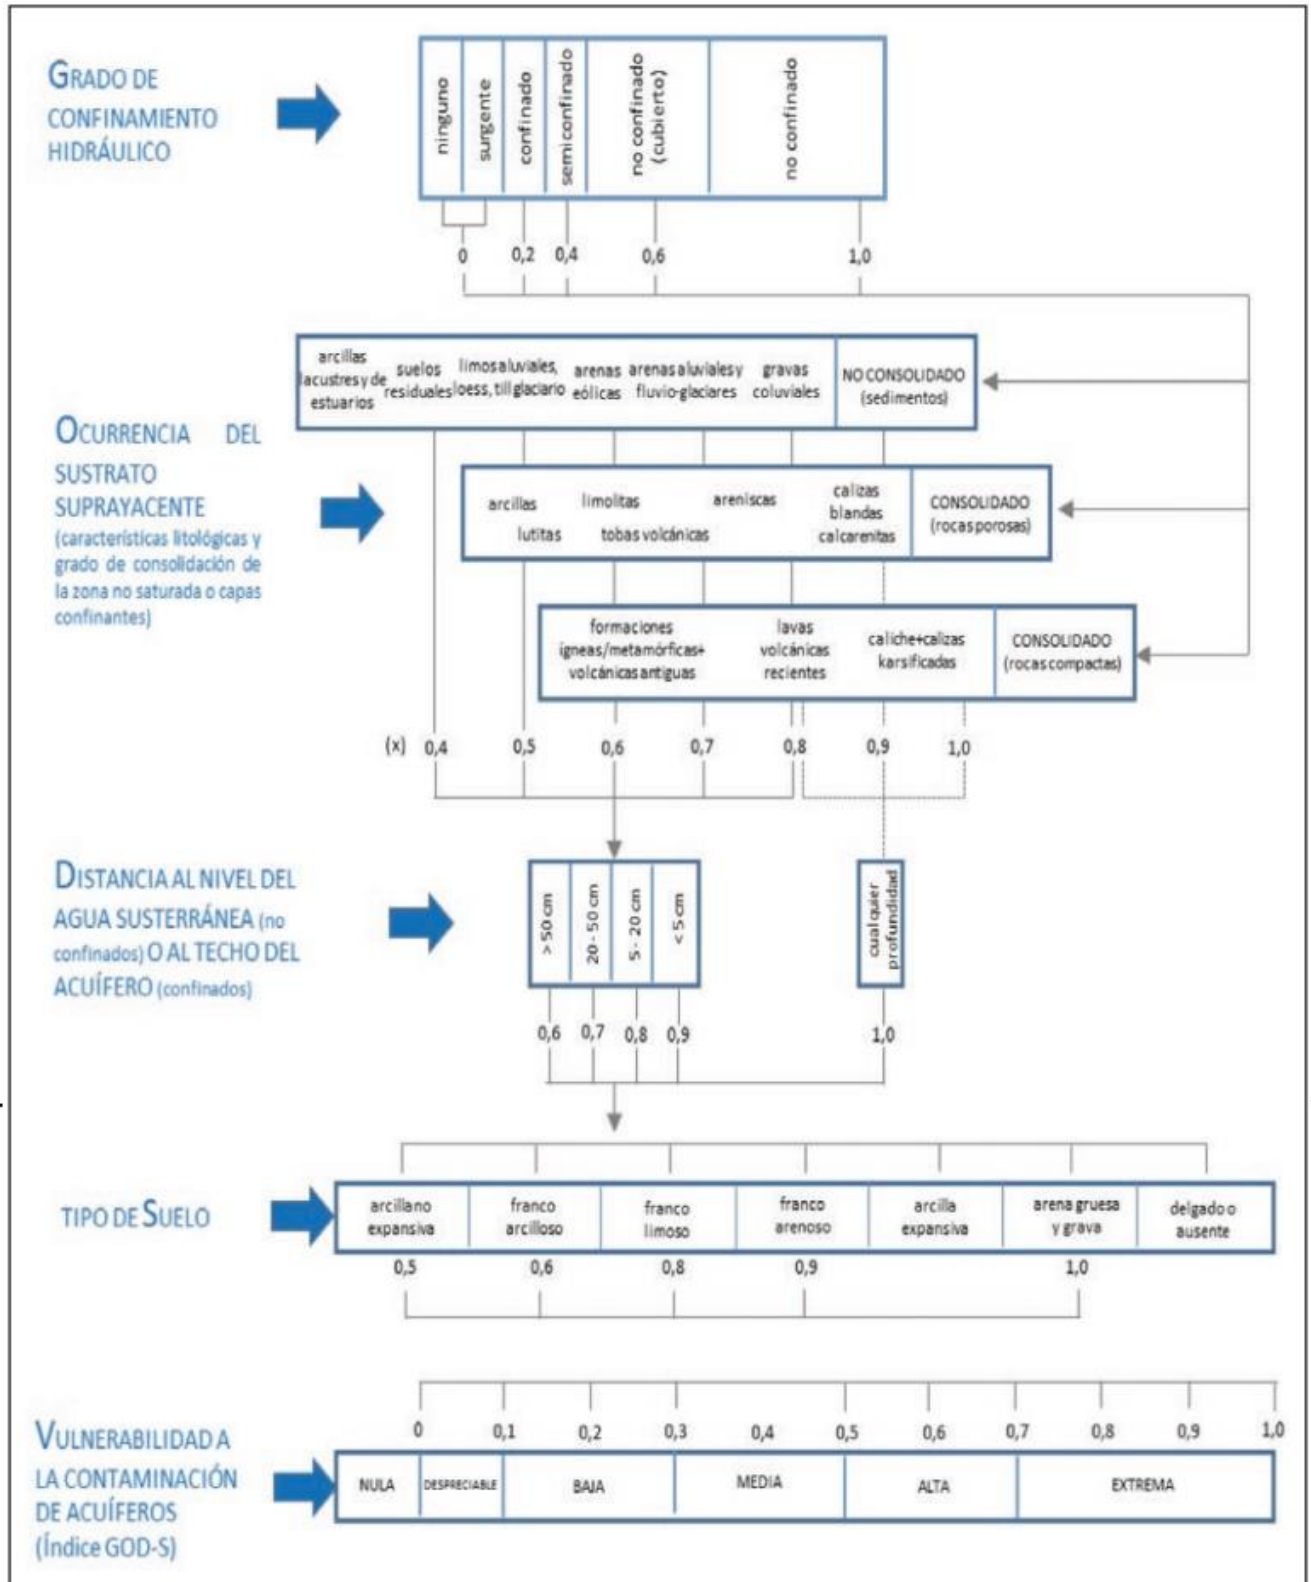 GRADO DE
CONFINAMIENTO
HIDRÁULICO
ninguno
surgente
confinado
semiconfinado
no confinado
(cubierto)
no confinado
0 0,2 0,4 0,6 1,0
OCURRENCIA DEL
SUSTRATO
SUPRAYACENTE
(características litológicas y
grado de consolidación de
la zona no saturada o capas
confinantes)
arcillas
lacustres y de
estuarios
suelos
residuales
limos aluviales,
loess, till glaciario
arenas
eólicas
arenas aluviales y
fluvio-glaciares
gravas
coluviales
NO CONSOLIDADO
(sedimentos)
arcillas
lutitas
limolitas
tobas volcánicas
areniscas
calizas
blandas
calcarenitas
CONSOLIDADO
(rocas porosas)
formaciones
ígneas/metamórficas+
volcánicas antiguas
lavas
volcánicas
recientes
caliche+calizas
karsificadas
CONSOLIDADO
(rocas compactas)
(x) 0,4 0,5 0,6 0,7 0,8 0,9 1,0
DISTANCIA AL NIVEL DEL
AGUA SUSTERRÁNEA (no
confinados) O AL TECHO DEL
ACUÍFERO (confinados)
> 50 cm
20 - 50 cm
5 - 20 cm
< 5 cm
cualquier
profundidad
0,6 0,7 0,8 0,9 1,0
TIPO DE SUELO
arcilla no
expansiva
franco
arcilloso
franco
limoso
franco
arenoso
arcilla
expansiva
arena gruesa
y grava
delgado o
ausente
0,5 0,6 0,8 0,9 1,0
VULNERABILIDAD A
LA CONTAMINACIÓN
DE ACUÍFEROS
(Índice GOD-S)
0 0,1 0,2 0,3 0,4 0,5 0,6 0,7 0,8 0,9 1,0
NULA DESPRECIABLE BAJA MEDIA ALTA EXTREMA